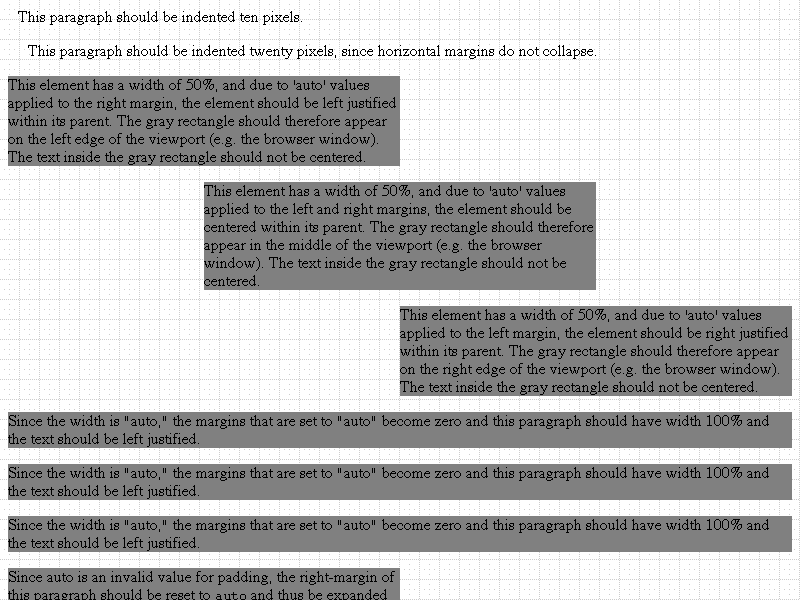 This paragraph should be indented ten pixels.
This paragraph should be indented twenty pixels, since horizontal margins do not collapse.
This element has a width of 50%, and due to 'auto' values
applied to the right margin, the element should be left justified
within its parent. The gray rectangle should therefore appear
on the left edge of the viewport (e.g. the browser window).
The text inside the gray rectangle should not be centered.
This element has a width of 50%, and due to 'auto' values
applied to the left and right margins, the element should be
centered within its parent. The gray rectangle should therefore
appear in the middle of the viewport (e.g. the browser
window). The text inside the gray rectangle should not be
centered.
This element has a width of 50%, and due to 'auto' values
applied to the left margin, the element should be right justified
within its parent. The gray rectangle should therefore appear
on the right edge of the viewport (e.g. the browser window).
The text inside the gray rectangle should not be centered.
Since the width is "auto," the margins that are set to "auto" become zero and this paragraph should have width 100% and
the text should be left justified.
Since the width is "auto," the margins that are set to "auto" become zero and this paragraph should have width 100% and
the text should be left justified.
Since the width is "auto," the margins that are set to "auto" become zero and this paragraph should have width 100% and
the text should be left justified.
Since auto is an invalid value for padding, the right-margin of
this paragraph should be reset to auto and thus be expanded